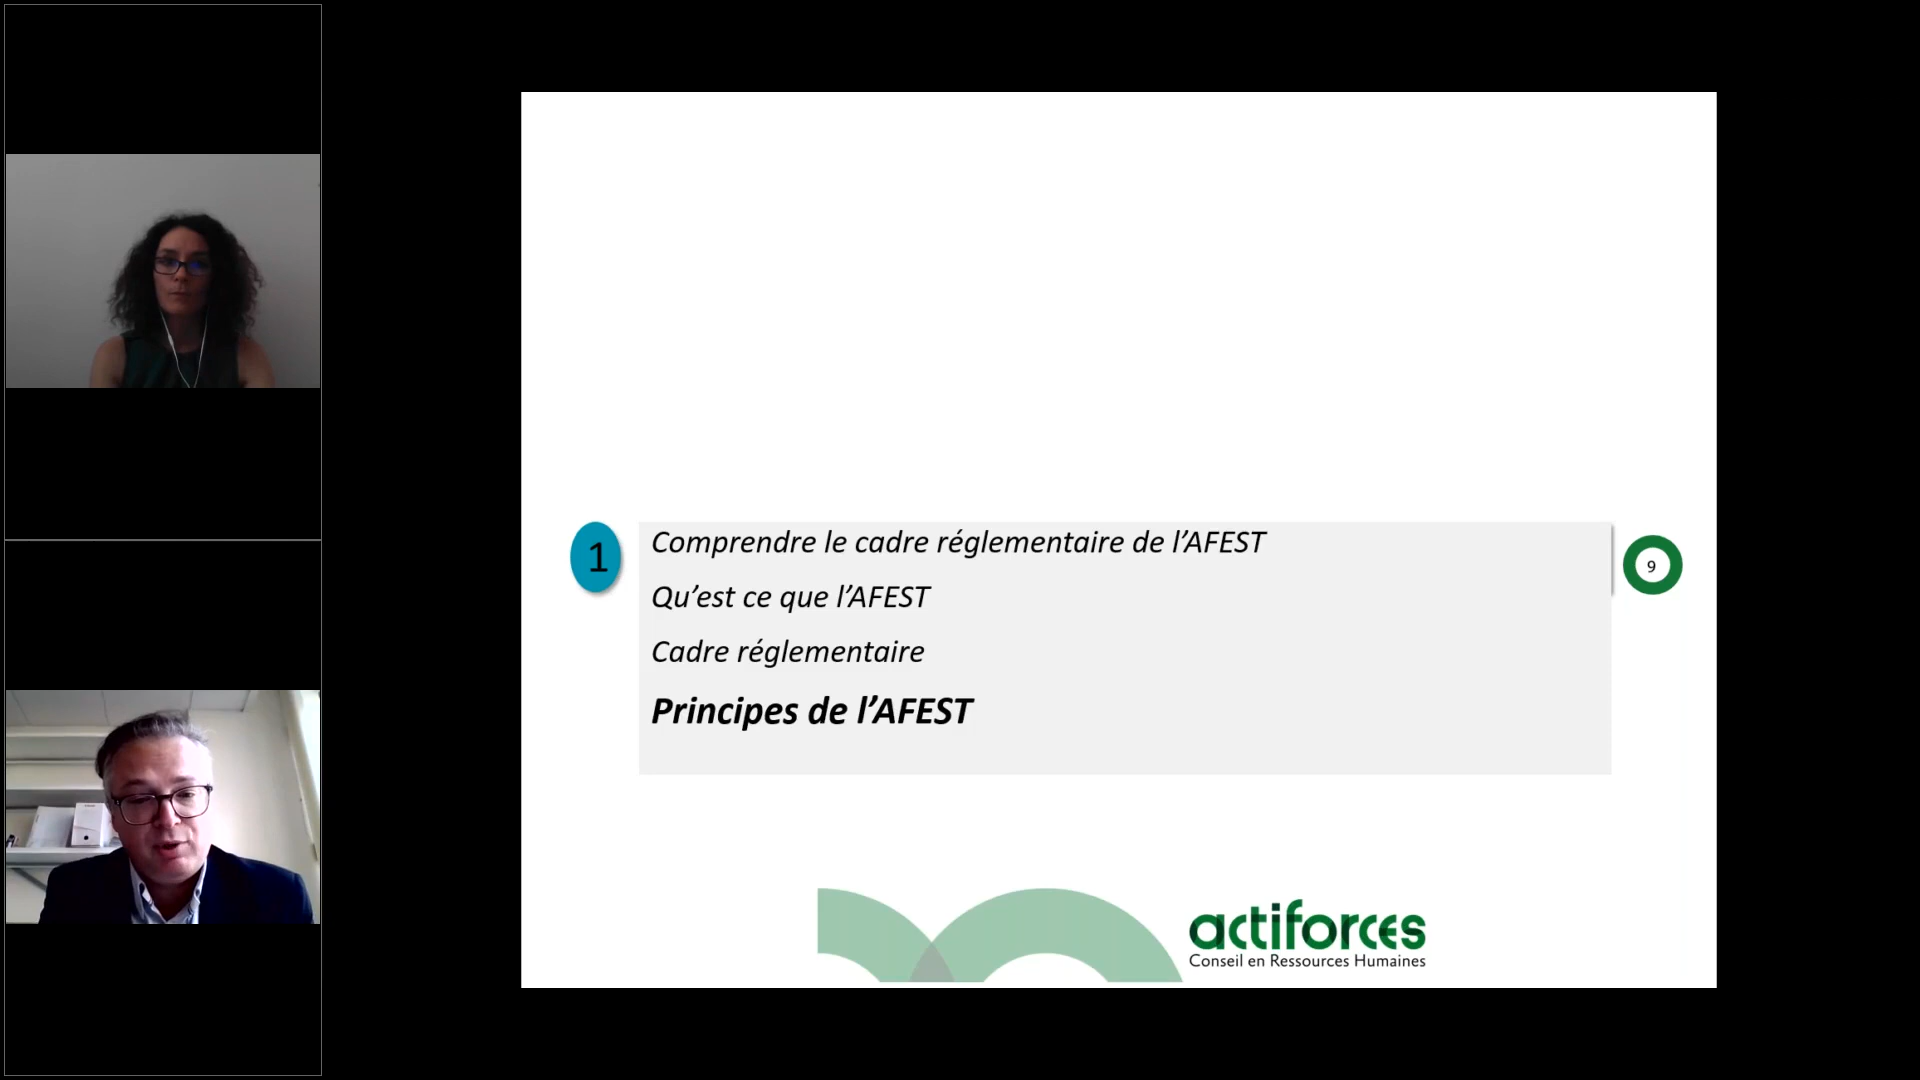 1
Comprendre le cadre réglementaire de l’AFEST
Qu’est ce que l’AFEST
Cadre réglementaire
Principes de l’AFEST
9
actiforces
Conseil en Ressources Humaines